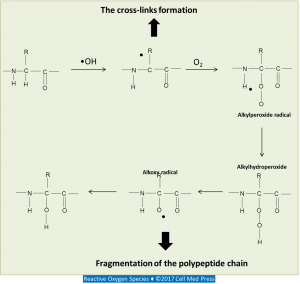 The cross-links formation
R
R
R
•OH
O₂
N
C
C
N
C
C
N
C
C
H
H
O
H
O
H
O
O
O
Alkylperoxide radical
Alkylhydroperoxide
Alkoxy radical
R
R
R
N
C
C
N
C
C
N
C
C
H
O
O
H
O
O
H
O
O
H
O
H
Fragmentation of the polypeptide chain
Reactive Oxygen Species ♦ ©2017 Cell Med Press